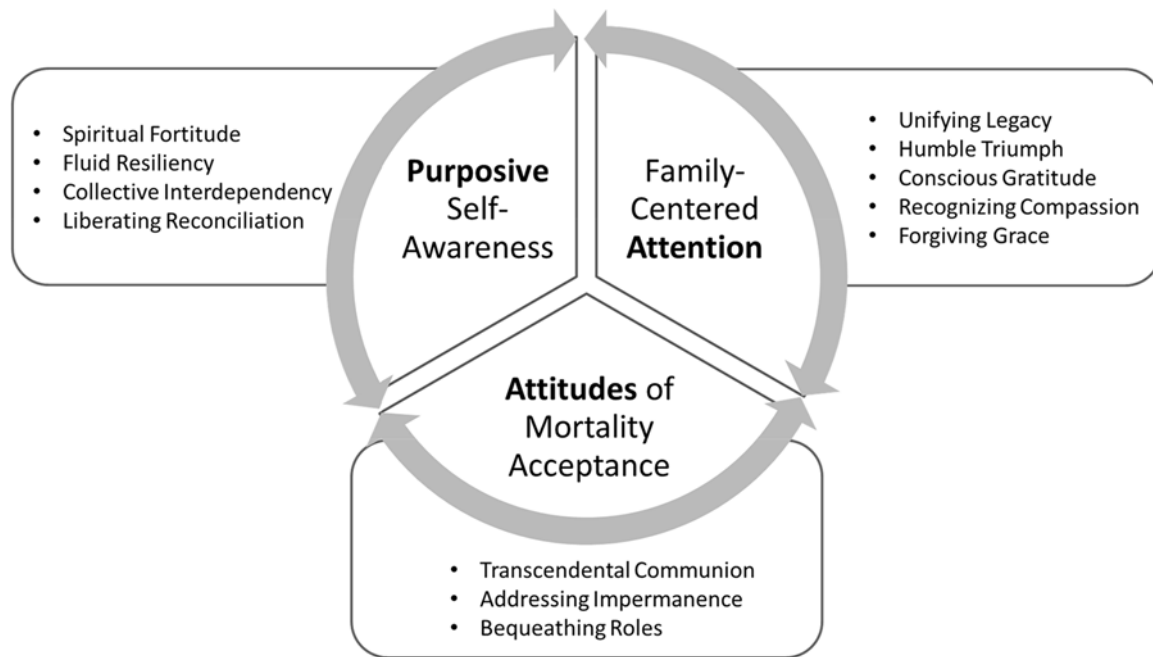 • Spiritual Fortitude
• Fluid Resiliency
• Collective Interdependency
• Liberating Reconciliation
Purposive
Self-
Awareness
Family-
Centered
Attention
• Unifying Legacy
• Humble Triumph
• Conscious Gratitude
• Recognizing Compassion
• Forgiving Grace
Attitudes of
Mortality
Acceptance
• Transcendental Communion
• Addressing Impermanence
• Bequeathing Roles